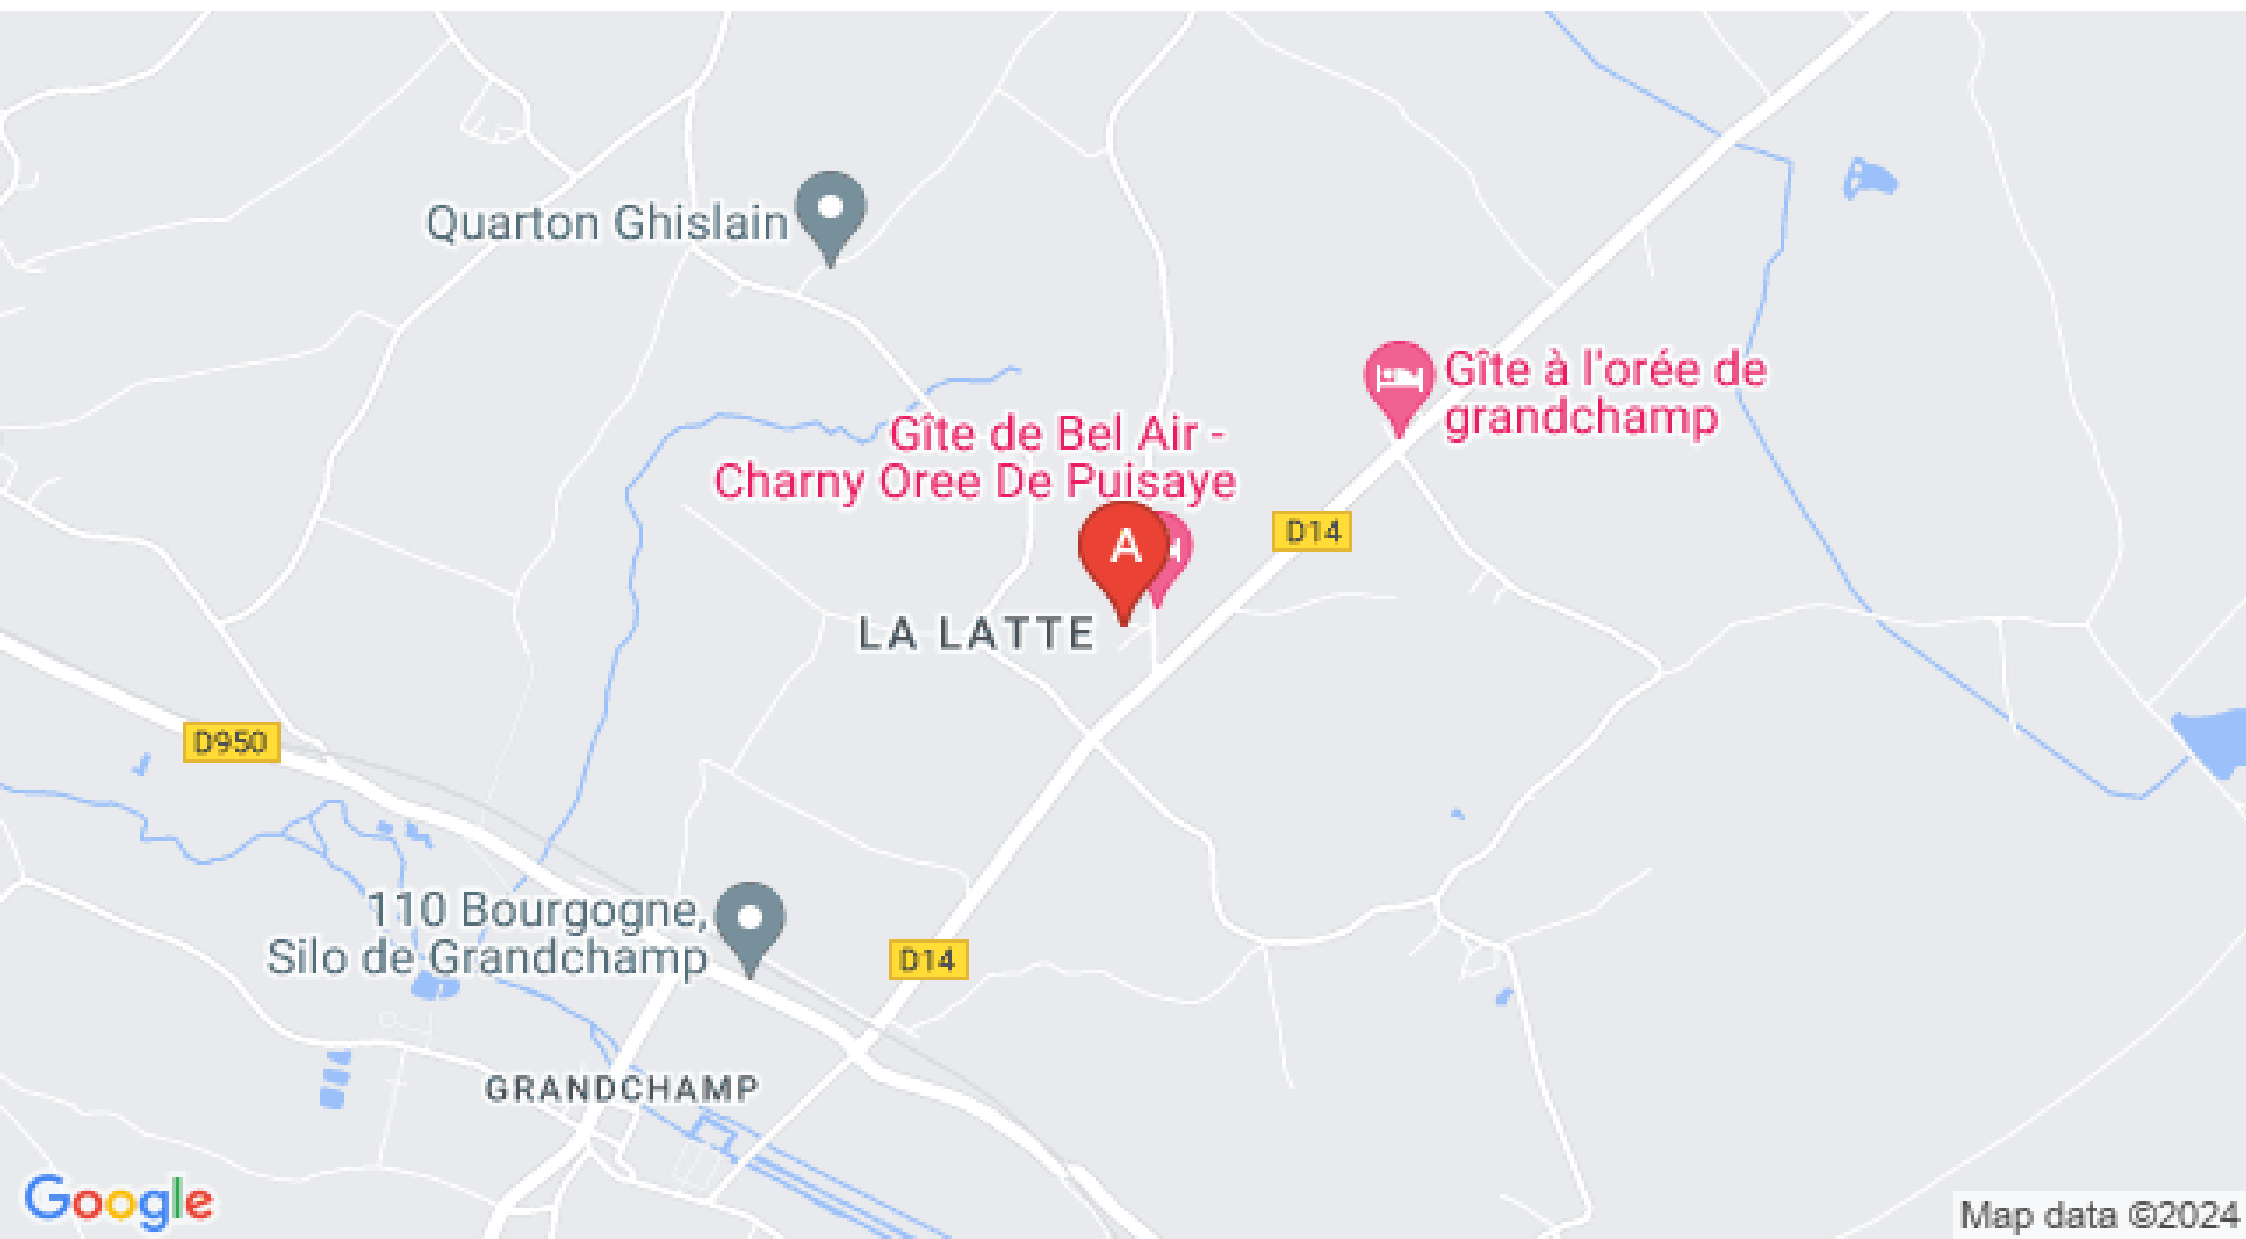 Quarton Ghislain
Gîte à l'orée de
grandchamp
Gîte de Bel Air -
Charny Oree De Puisaye
A
D14
LA LATTE
D950
110 Bourgogne,
Silo de Grandchamp
D14
GRANDCHAMP
Google
Map data ©2024